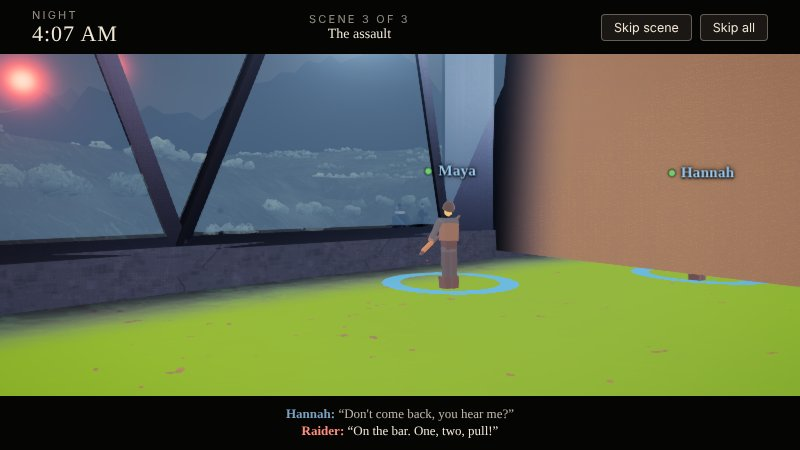 NIGHT
4:07 AM
SCENE 3 OF 3
The assault
Skip scene
Skip all
Maya
Hannah
Hannah: “Don't come back, you hear me?”
Raider: “On the bar. One, two, pull!”